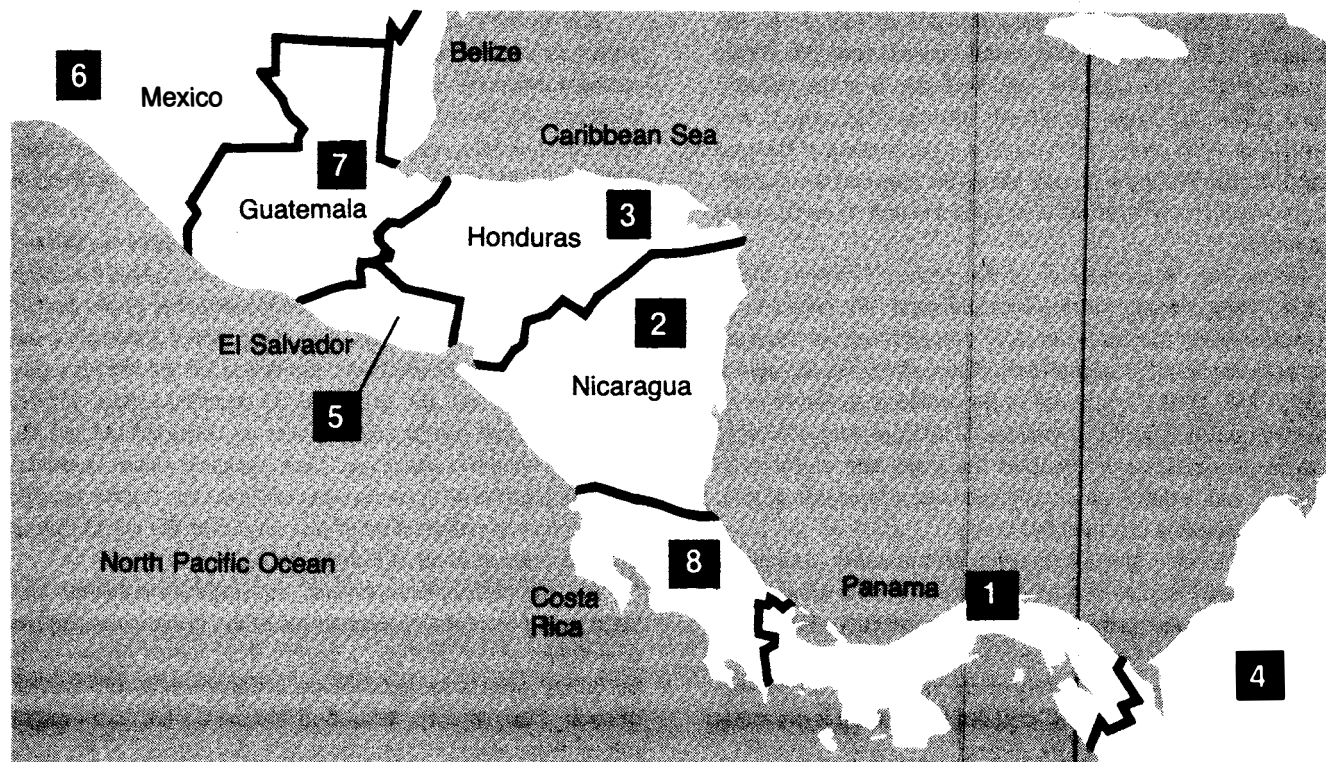 Belize
6
Mexico
Caribbean Sea
7
Guatemala
3
Honduras
2
El Salvador
Nicaragua
5
North Pacific Ocean
8
Costa
Rica
Panama
1
4